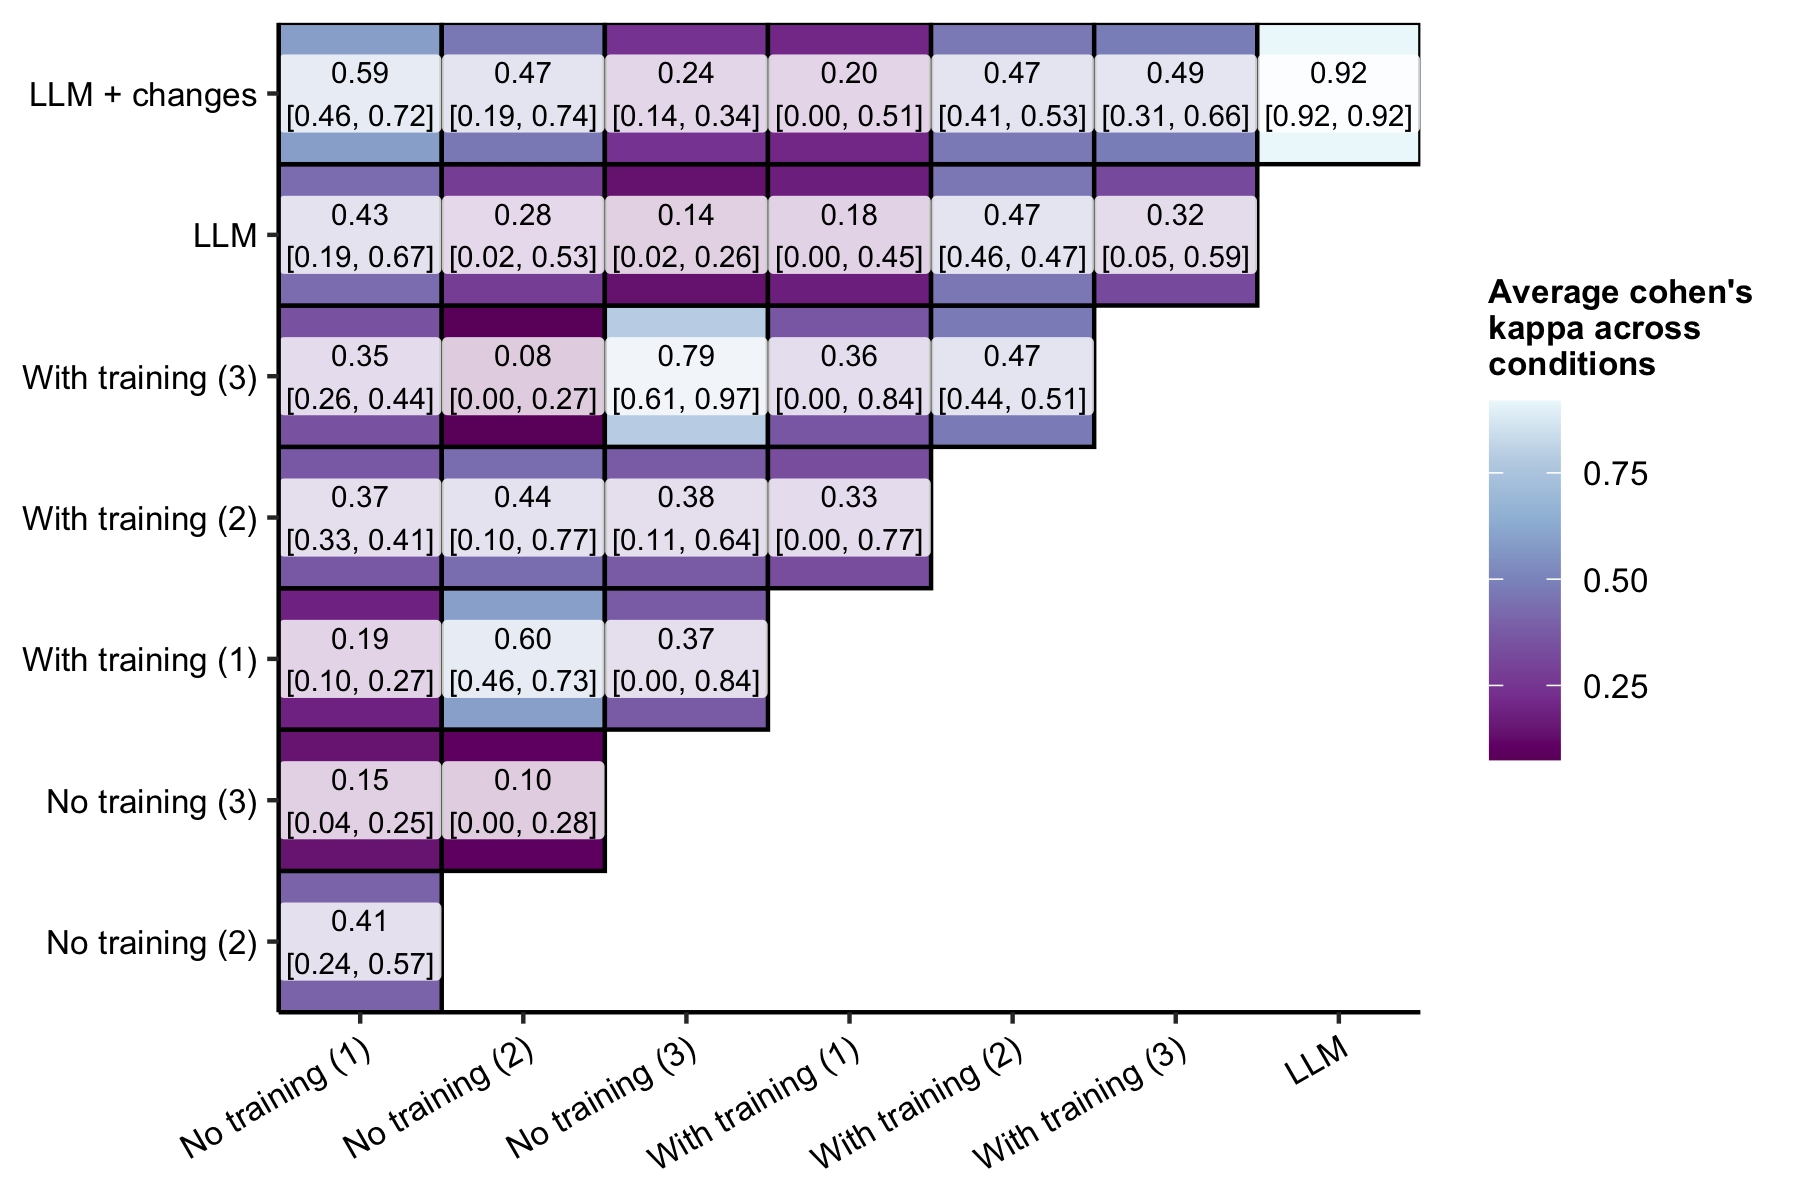 LLM + changes
0.59 0.47 0.24 0.20 0.47 0.49 0.92
[0.46, 0.72] [0.19, 0.74] [0.14, 0.34] [0.00, 0.51] [0.41, 0.53] [0.31, 0.66] [0.92, 0.92]
LLM
0.43 0.28 0.14 0.18 0.47 0.32
[0.19, 0.67] [0.02, 0.53] [0.02, 0.26] [0.00, 0.45] [0.46, 0.47] [0.05, 0.59]
With training (3)
0.35 0.08 0.79 0.36 0.47
[0.26, 0.44] [0.00, 0.27] [0.61, 0.97] [0.00, 0.84] [0.44, 0.51]
With training (2)
0.37 0.44 0.38 0.33
[0.33, 0.41] [0.10, 0.77] [0.11, 0.64] [0.00, 0.77]
With training (1)
0.19 0.60 0.37
[0.10, 0.27] [0.46, 0.73] [0.00, 0.84]
No training (3)
0.15 0.10
[0.04, 0.25] [0.00, 0.28]
No training (2)
0.41
[0.24, 0.57]
No training (1)
No training (2)
No training (3)
With training (1)
With training (2)
With training (3)
LLM
Average cohen's
kappa across
conditions
0.75
0.50
0.25